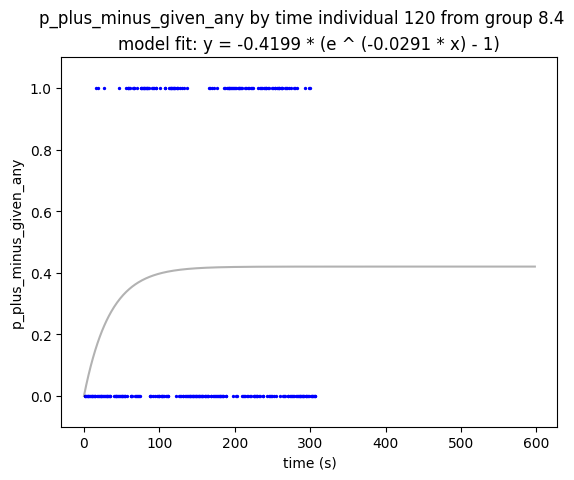 p_plus_minus_given_any by time individual 120 from group 8.4
model fit: y = -0.4199 * (e ^ (-0.0291 * x) - 1)
p_plus_minus_given_any
1.0
0.8
0.6
0.4
0.2
0.0
0 100 200 300 400 500 600
time (s)